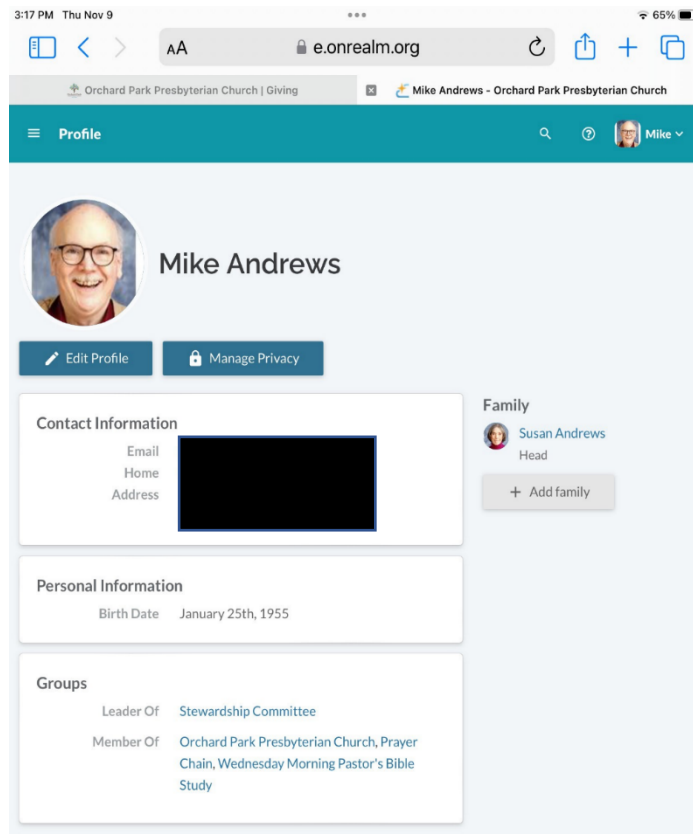 3:17 PM Thu Nov 9
65%
AA
e.onrealm.org
Orchard Park Presbyterian Church | Giving
Mike Andrews - Orchard Park Presbyterian Church
Profile
Mike
Mike Andrews
Edit Profile
Manage Privacy
Contact Information
Email
Home
Address
Family
Susan Andrews
Head
+ Add family
Personal Information
Birth Date January 25th, 1955
Groups
Leader Of Stewardship Committee
Member Of Orchard Park Presbyterian Church, Prayer
Chain, Wednesday Morning Pastor's Bible
Study